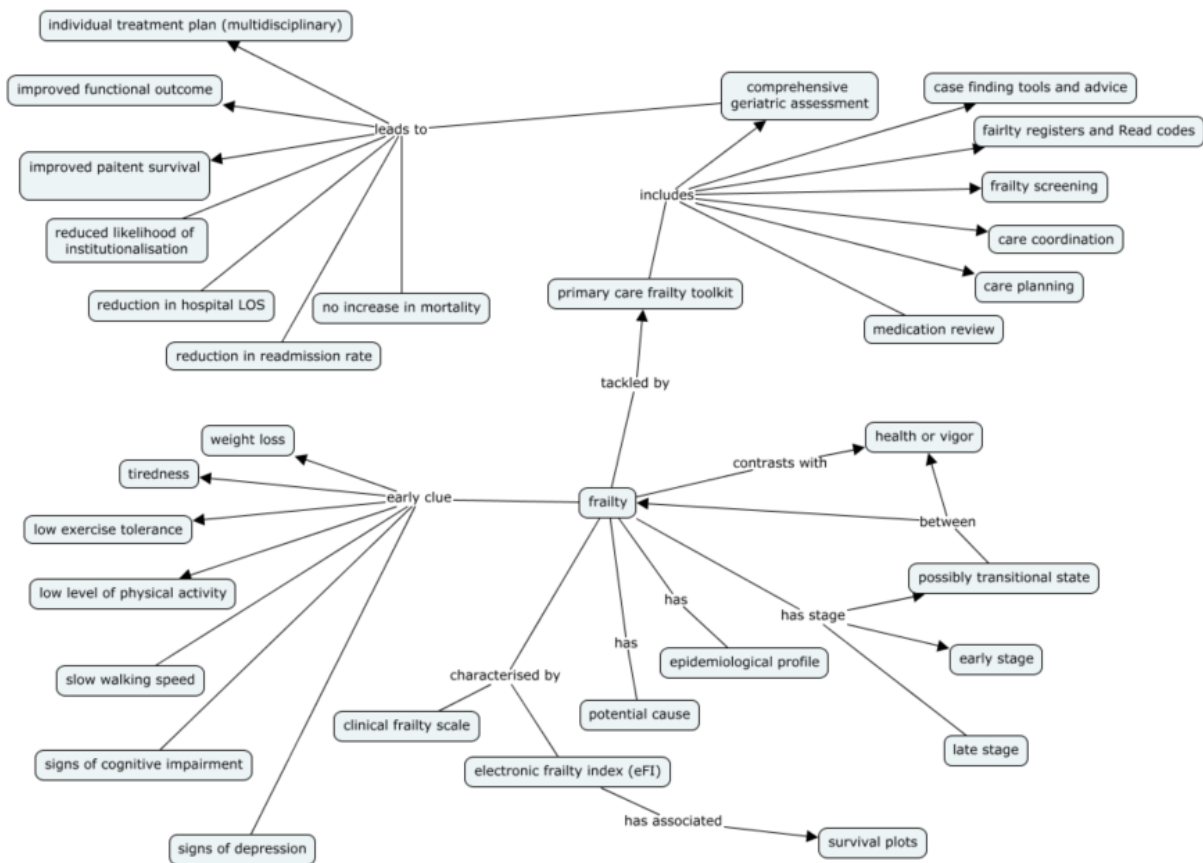 individual treatment plan (multidisciplinary)
improved functional outcome
leads to
improved paitent survival
reduced likelihood of
institutionalisation
reduction in hospital LOS
no increase in mortality
reduction in readmission rate
comprehensive
geriatric assessment
case finding tools and advice
fairlty registers and Read codes
includes
frailty screening
care coordination
care planning
medication review
primary care frailty toolkit
tackled by
weight loss
tiredness
early clue
low exercise tolerance
low level of physical activity
slow walking speed
signs of cognitive impairment
signs of depression
frailty
contrasts with
health or vigor
between
possibly transitional state
has stage
early stage
late stage
has
epidemiological profile
has
potential cause
characterised by
clinical frailty scale
electronic frailty index (eFI)
has associated
survival plots